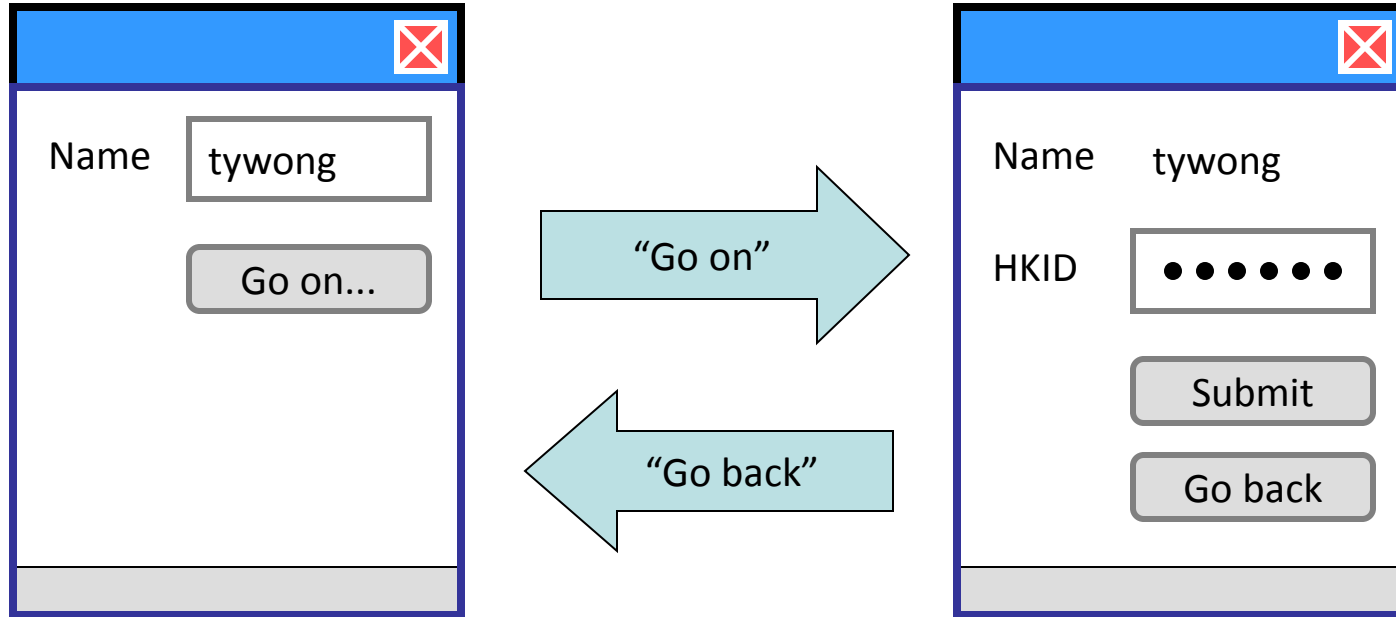 Name tywong
Go on...
“Go on”
“Go back”
Name tywong
HKID ●●●●●●
Submit
Go back